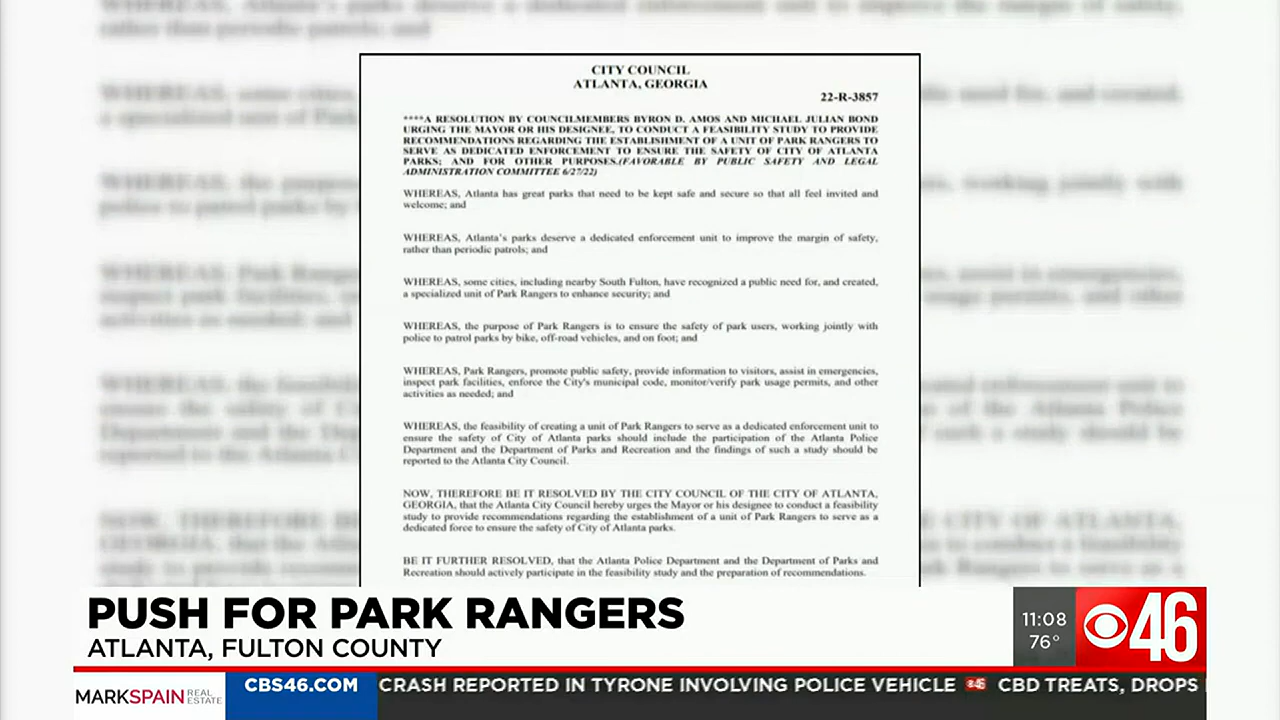 CITY COUNCIL
ATLANTA, GEORGIA
22-R-3857
****A RESOLUTION BY COUNCILMEMBERS BYRON D. AMOS AND MICHAEL JULIAN BOND
URGING THE MAYOR OR HIS DESIGNEE, TO CONDUCT A FEASIBILITY STUDY TO PROVIDE
RECOMMENDATIONS REGARDING THE ESTABLISHMENT OF A UNIT OF PARK RANGERS TO
SERVE AS DEDICATED ENFORCEMENT TO ENSURE THE SAFETY OF CITY OF ATLANTA
PARKS; AND FOR OTHER PURPOSES.(FAVORABLE BY PUBLIC SAFETY AND LEGAL
ADMINISTRATION COMMITTEE 6/27/22)
WHEREAS, Atlanta has great parks that need to be kept safe and secure so that all feel invited and
welcome; and
WHEREAS, Atlanta's parks deserve a dedicated enforcement unit to improve the margin of safety,
rather than periodic patrols; and
WHEREAS, some cities, including nearby South Fulton, have recognized a public need for, and created,
a specialized unit of Park Rangers to enhance security; and
WHEREAS, the purpose of Park Rangers is to ensure the safety of park users, working jointly with
police to patrol parks by bike, off-road vehicles, and on foot; and
WHEREAS, Park Rangers, promote public safety, provide information to visitors, assist in emergencies,
inspect park facilities, enforce the City's municipal code, monitor/verify park usage permits, and other
activities as needed; and
WHEREAS, the feasibility of creating a unit of Park Rangers to serve as a dedicated enforcement unit to
ensure the safety of City of Atlanta parks should include the participation of the Atlanta Police
Department and the Department of Parks and Recreation and the findings of such a study should be
reported to the Atlanta City Council.
NOW, THEREFORE BE IT RESOLVED BY THE CITY COUNCIL OF THE CITY OF ATLANTA,
GEORGIA, that the Atlanta City Council hereby urges the Mayor or his designee to conduct a feasibility
study to provide recommendations regarding the establishment of a unit of Park Rangers to serve as a
dedicated force to ensure the safety of City of Atlanta parks.
BE IT FURTHER RESOLVED, that the Atlanta Police Department and the Department of Parks and
Recreation should actively participate in the feasibility study and the preparation of recommendations.
PUSH FOR PARK RANGERS
ATLANTA, FULTON COUNTY
11:08
76°
46
MARKSPAIN REAL ESTATE
CBS46.COM
CRASH REPORTED IN TYRONE INVOLVING POLICE VEHICLE 46 CBD TREATS, DROPS